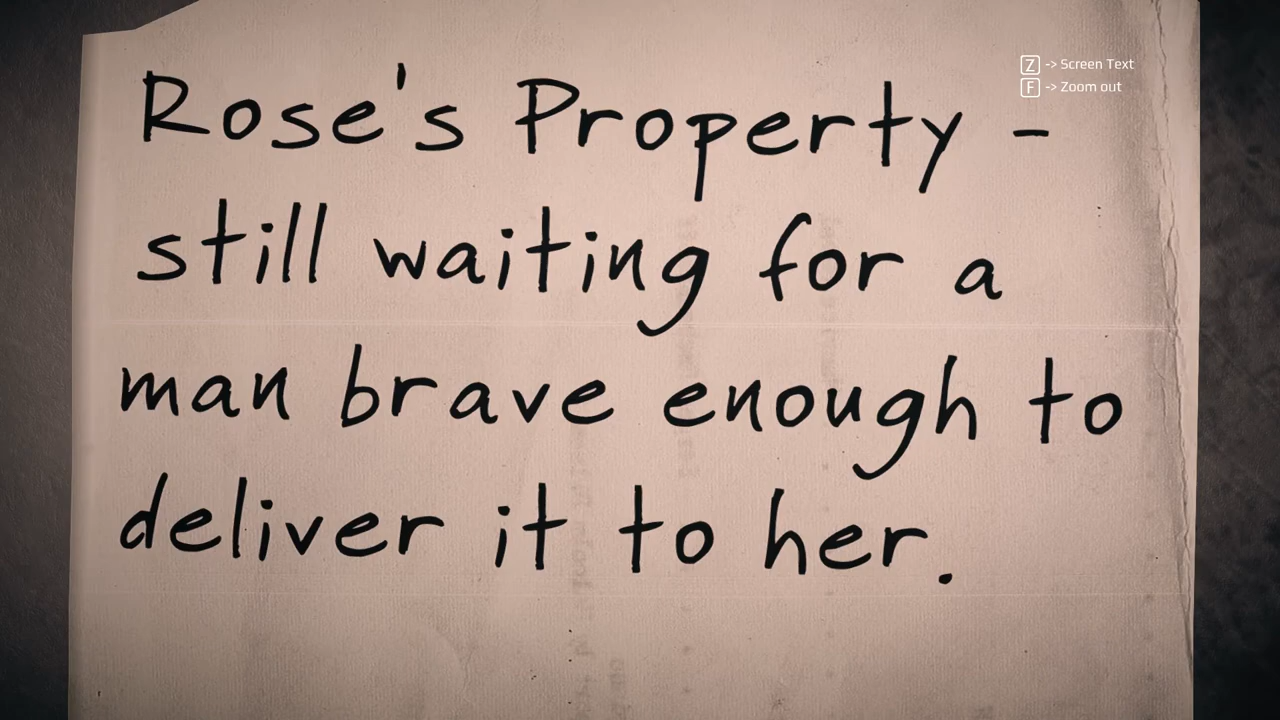 Rose's Property -
still waiting for a
man brave enough to
deliver it to her.
Z -> Screen Text
F -> Zoom out